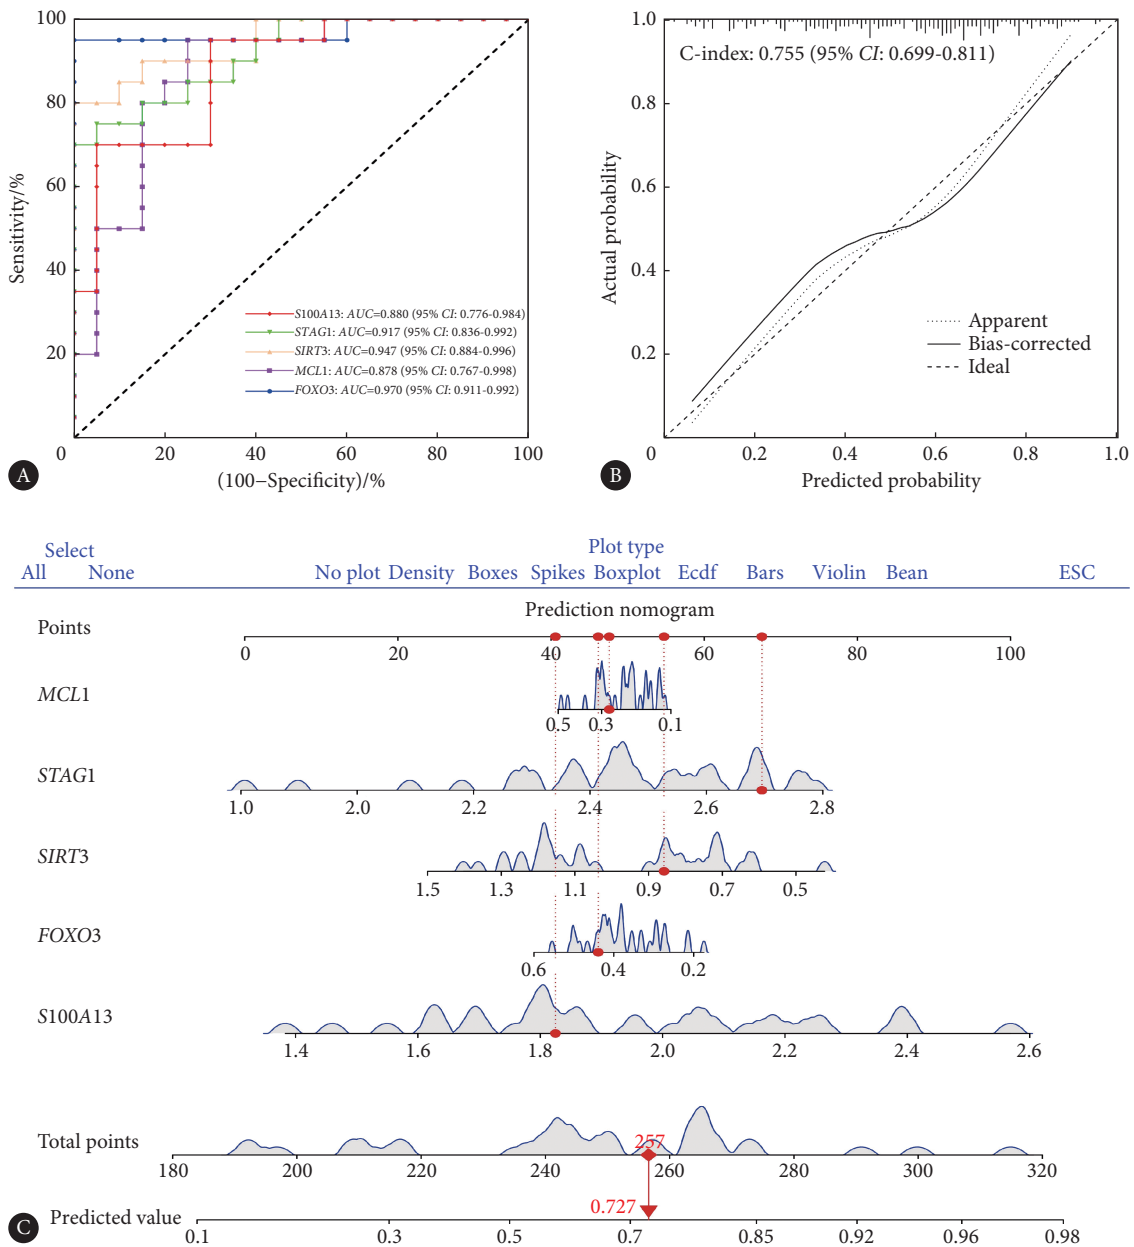 100
80
60
40
20
0
20
40
60
80
100
Sensitivity/%
(100−Specificity)/%
S100A13: AUC=0.880 (95% CI: 0.776-0.984)
STAG1: AUC=0.917 (95% CI: 0.836-0.992)
SIRT3: AUC=0.947 (95% CI: 0.884-0.996)
MCL1: AUC=0.878 (95% CI: 0.767-0.998)
FOXO3: AUC=0.970 (95% CI: 0.911-0.992)
A
1.0
0.8
0.6
0.4
0.2
0
0.2
0.4
0.6
0.8
1.0
Actual probability
Predicted probability
C-index: 0.755 (95% CI: 0.699-0.811)
Apparent
Bias-corrected
Ideal
B
Select
Plot type
All None No plot Density Boxes Spikes Boxplot Ecdf Bars Violin Bean ESC
Prediction nomogram
Points
0 20 40 60 80 100
MCL1
0.5 0.3 0.1
STAG1
1.0 2.0 2.2 2.4 2.6 2.8
SIRT3
1.5 1.3 1.1 0.9 0.7 0.5
FOXO3
0.6 0.4 0.2
S100A13
1.4 1.6 1.8 2.0 2.2 2.4 2.6
Total points
257
180 200 220 240 260 280 300 320
0.727
Predicted value
0.1 0.3 0.5 0.7 0.85 0.92 0.96 0.98
C